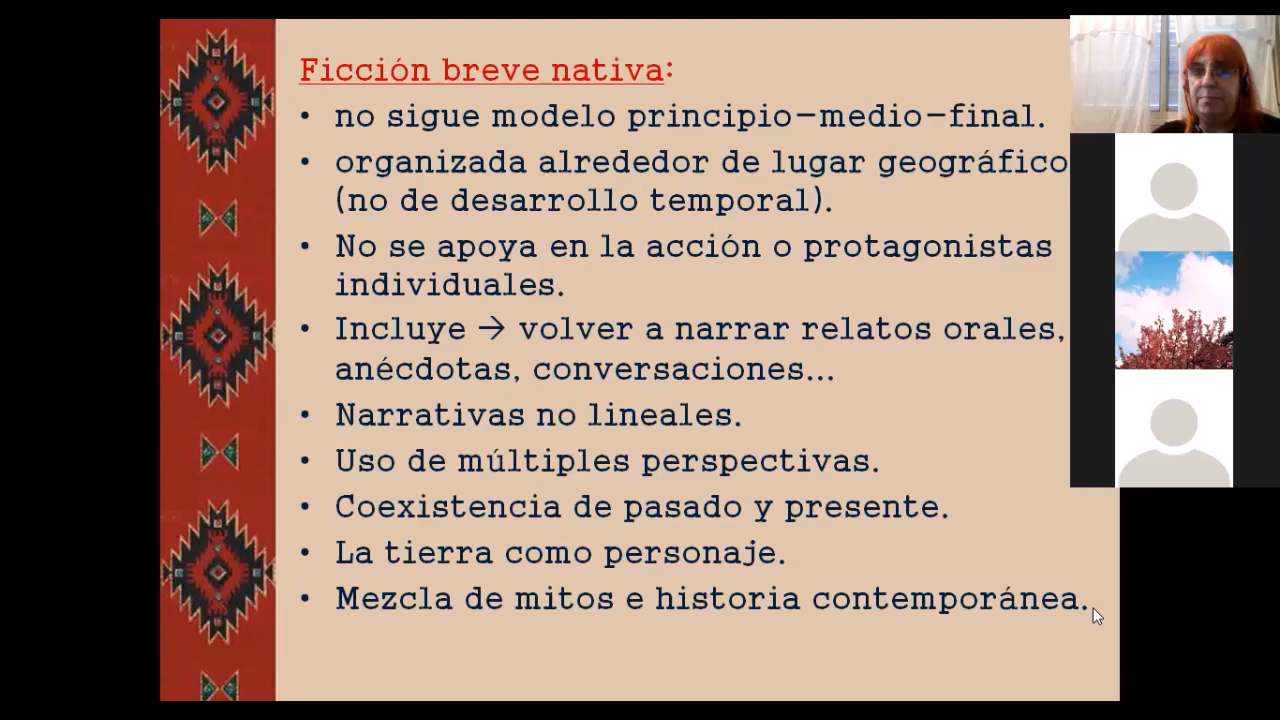 Ficción breve nativa:
• no sigue modelo principio-medio-final.
• organizada alrededor de lugar geográfico
(no de desarrollo temporal).
• No se apoya en la acción o protagonistas
individuales.
• Incluye → volver a narrar relatos orales,
anécdotas, conversaciones...
• Narrativas no lineales.
• Uso de múltiples perspectivas.
• Coexistencia de pasado y presente.
• La tierra como personaje.
• Mezcla de mitos e historia contemporánea.